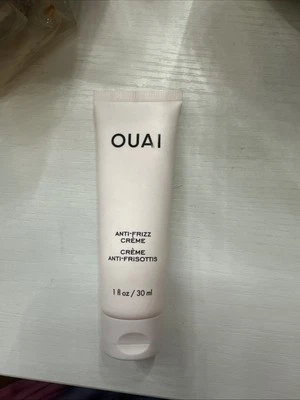 OUAI
ANTI-FRIZZ
CRÈME
CRÈME
ANTI-FRISOTTIS
1 fl oz / 30 ml